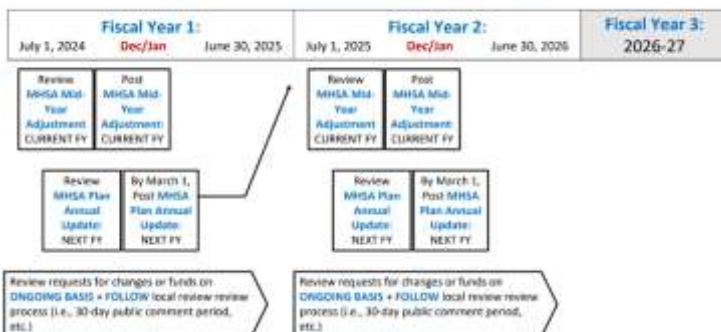 Fiscal Year 1:
July 1, 2024 Dec/Jan June 30, 2025
Fiscal Year 2:
July 1, 2025 Dec/Jan June 30, 2026
Fiscal Year 3:
2026-27
Review
MHSA Mid-
Year
Adjustment:
CURRENT FY
Post
MHSA Mid-
Year
Adjustment:
CURRENT FY
Review
MHSA Mid-
Year
Adjustment:
CURRENT FY
Post
MHSA Mid-
Year
Adjustment:
CURRENT FY
Review
MHSA Plan
Annual
Update:
NEXT FY
By March 1,
Post MHSA
Plan Annual
Update:
NEXT FY
Review
MHSA Plan
Annual
Update:
NEXT FY
By March 1,
Post MHSA
Plan Annual
Update:
NEXT FY
Review requests for changes or funds on
ONGOING BASIS + FOLLOW local review review
process (i.e., 30-day public comment period,
etc.)
Review requests for changes or funds on
ONGOING BASIS + FOLLOW local review review
process (i.e., 30-day public comment period,
etc.)